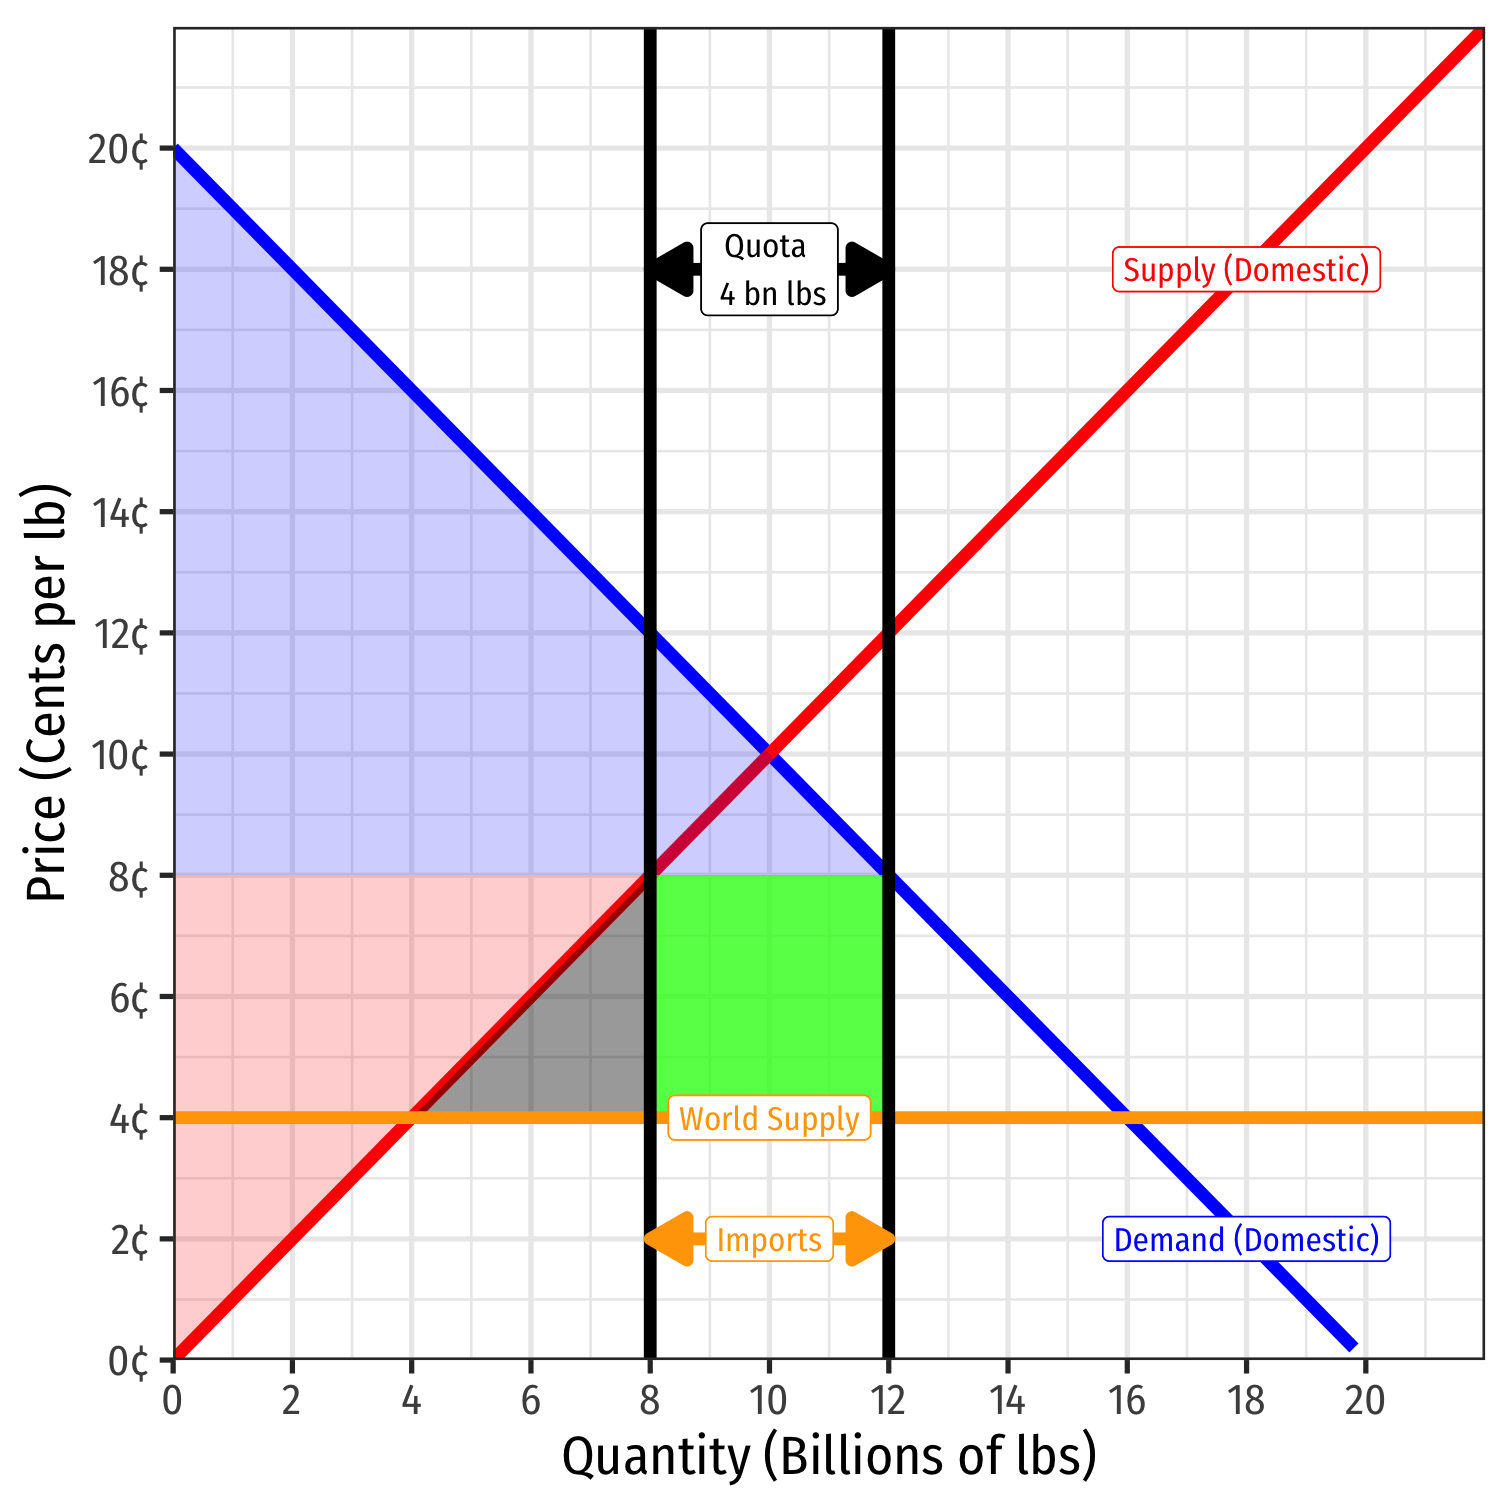 Price (Cents per lb)
20¢
18¢
16¢
14¢
12¢
10¢
8¢
6¢
4¢
2¢
0¢
Quota
4 bn lbs
Supply (Domestic)
World Supply
Imports
Demand (Domestic)
0
2
4
6
8
10
12
14
16
18
20
Quantity (Billions of lbs)